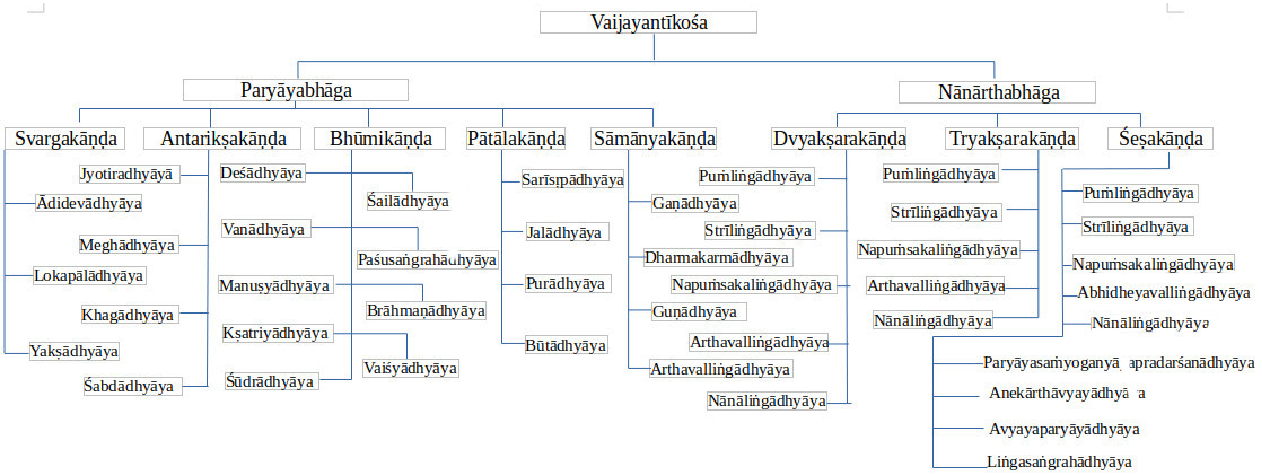 Vaijayantīkośa
Paryāyabhāga
Nānārthabhāga
Svargakāṇḍa
Antarikṣakāṇḍa
Bhūmikāṇḍa
Pātālakāṇḍa
Sāmānyakāṇḍa
Dvyakṣarakāṇḍa
Tryakṣarakāṇḍa
Śeṣakāṇḍa
Ādidevādhyāya
Lokapālādhyāya
Yakṣādhyāya
Jyotiradhyāyā
Meghādhyāya
Khagādhyāya
Śabdādhyāya
Deśādhyāya
Śailādhyāya
Vanādhyāya
Paśusaṅgrahādhyāya
Manuṣyādhyāya
Brāhmaṇādhyāya
Kṣatriyādhyāya
Vaiśyādhyāya
Śūdrādhyāya
Sarīsṛpādhyāya
Jalādhyāya
Purādhyāya
Būtādhyāya
Gaṇādhyāya
Dharmakarmādhyāya
Guṇādhyāya
Arthavalliṅgādhyāya
Puṁliṅgādhyāya
Strīliṅgādhyāya
Napuṁsakaliṅgādhyāya
Arthavalliṅgādhyāya
Nānāliṅgādhyāya
Puṁliṅgādhyāya
Strīliṅgādhyāya
Napuṁsakaliṅgādhyāya
Arthavalliṅgādhyāya
Nānāliṅgādhyāya
Puṁliṅgādhyāya
Strīliṅgādhyāya
Napuṁsakaliṅgādhyāya
Abhidheyavalliṅgādhyāya
Nānāliṅgādhyāya
Paryāyasaṁyoganyā apradarśanādhyāya
Anekārthāvyayādhyā a
Avyayaparyāyādhyāya
Liṅgasaṅgrahādhyāya